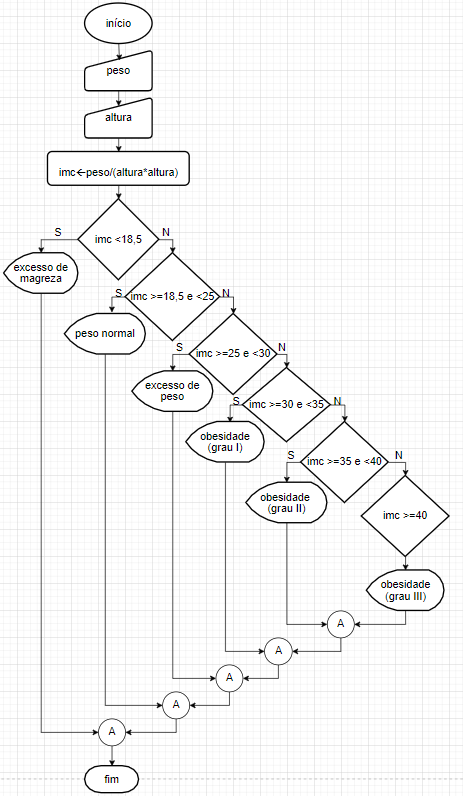 início
peso
altura
imc←peso/(altura*altura)
S
N
imc <18,5
excesso de
magreza
S
N
imc >=18,5 e <25
peso normal
S
N
imc >=25 e <30
excesso de
peso
S
N
imc >=30 e <35
obesidade
(grau I)
S
N
imc >=35 e <40
obesidade
(grau II)
imc >=40
obesidade
(grau III)
A
A
A
A
A
fim